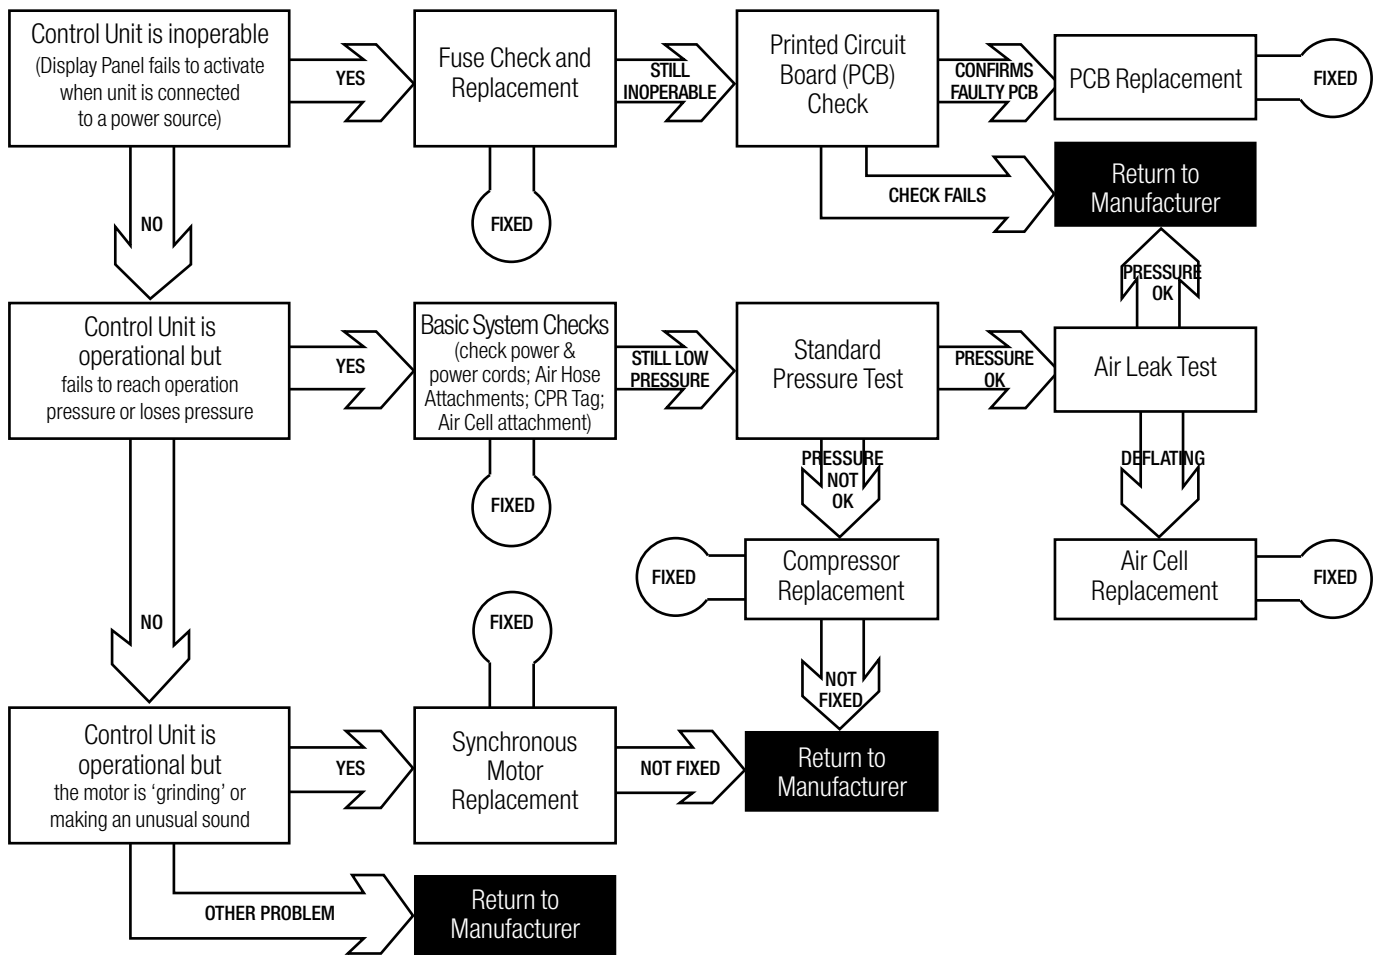 Control Unit is inoperable
(Display Panel fails to activate
when unit is connected
to a power source)
YES
Fuse Check and
Replacement
STILL
INOPERABLE
Printed Circuit
Board (PCB)
Check
CONFIRMS
FAULTY PCB
PCB Replacement
FIXED
FIXED
CHECK FAILS
Return to
Manufacturer
NO
PRESSURE
OK
Control Unit is
operational but
fails to reach operation
pressure or loses pressure
YES
Basic System Checks
(check power &
power cords; Air Hose
Attachments; CPR Tag;
Air Cell attachment)
STILL LOW
PRESSURE
Standard
Pressure Test
PRESSURE
OK
Air Leak Test
FIXED
PRESSURE
NOT
OK
DEFLATING
FIXED
Compressor
Replacement
Air Cell
Replacement
FIXED
NO
FIXED
NOT
FIXED
Control Unit is
operational but
the motor is ‘grinding’ or
making an unusual sound
YES
Synchronous
Motor
Replacement
NOT FIXED
Return to
Manufacturer
OTHER PROBLEM
Return to
Manufacturer